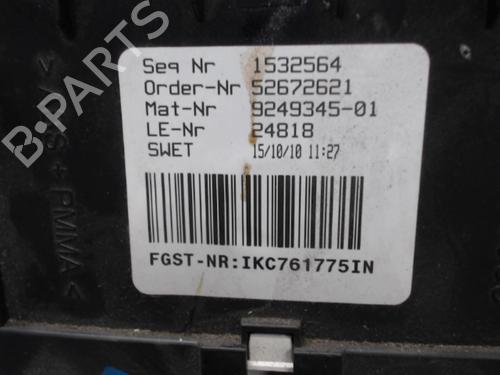 Seq Nr 1532564
Order-Nr 52672621
Mat-Nr 9249345-01
LE-Nr 24818
SWET 15/10/10 11:27
FGST-NR:IKC761775IN
PMMA<